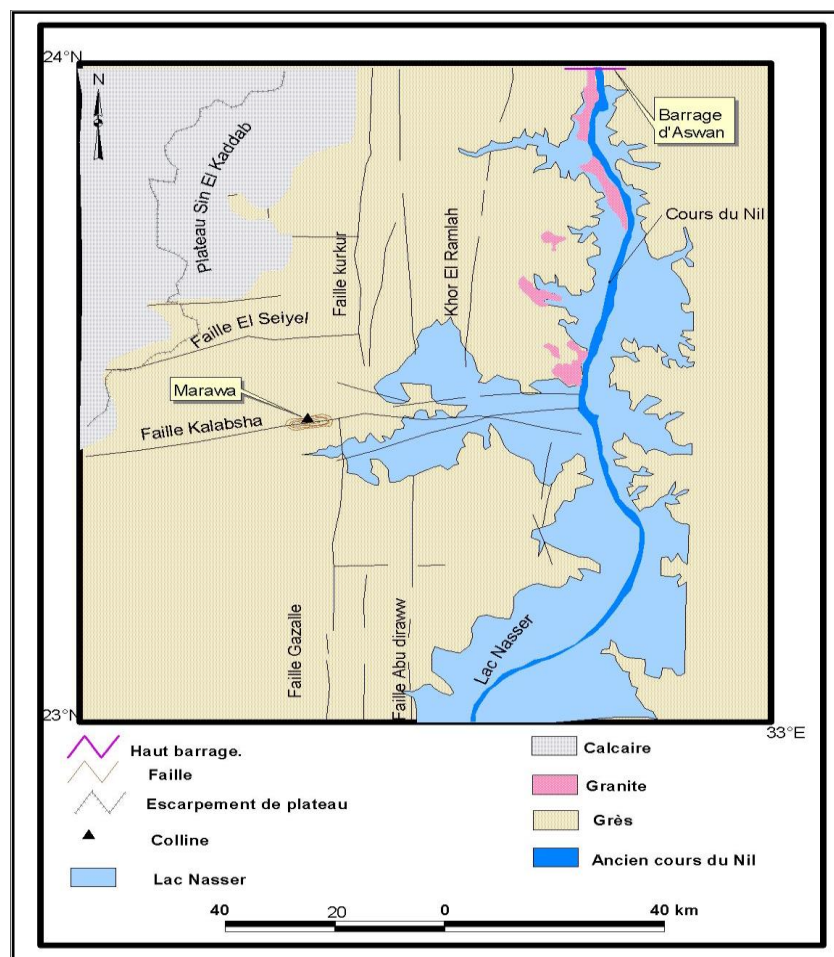 24°N
N
Barrage
d'Aswan
Plateau Sin El Kaddab
Cours du Nil
Faille kurkur
Khor El Ramlah
Faille El Seiyel
Marawa
Faille Kalabsha
Faille Gazalle
Faille Abu diraww
Lac Nasser
23°N
33°E
Haut barrage.
Faille
Escarpement de plateau
Colline
Lac Nasser
Calcaire
Granite
Grès
Ancien cours du Nil
40 20 0 40 km